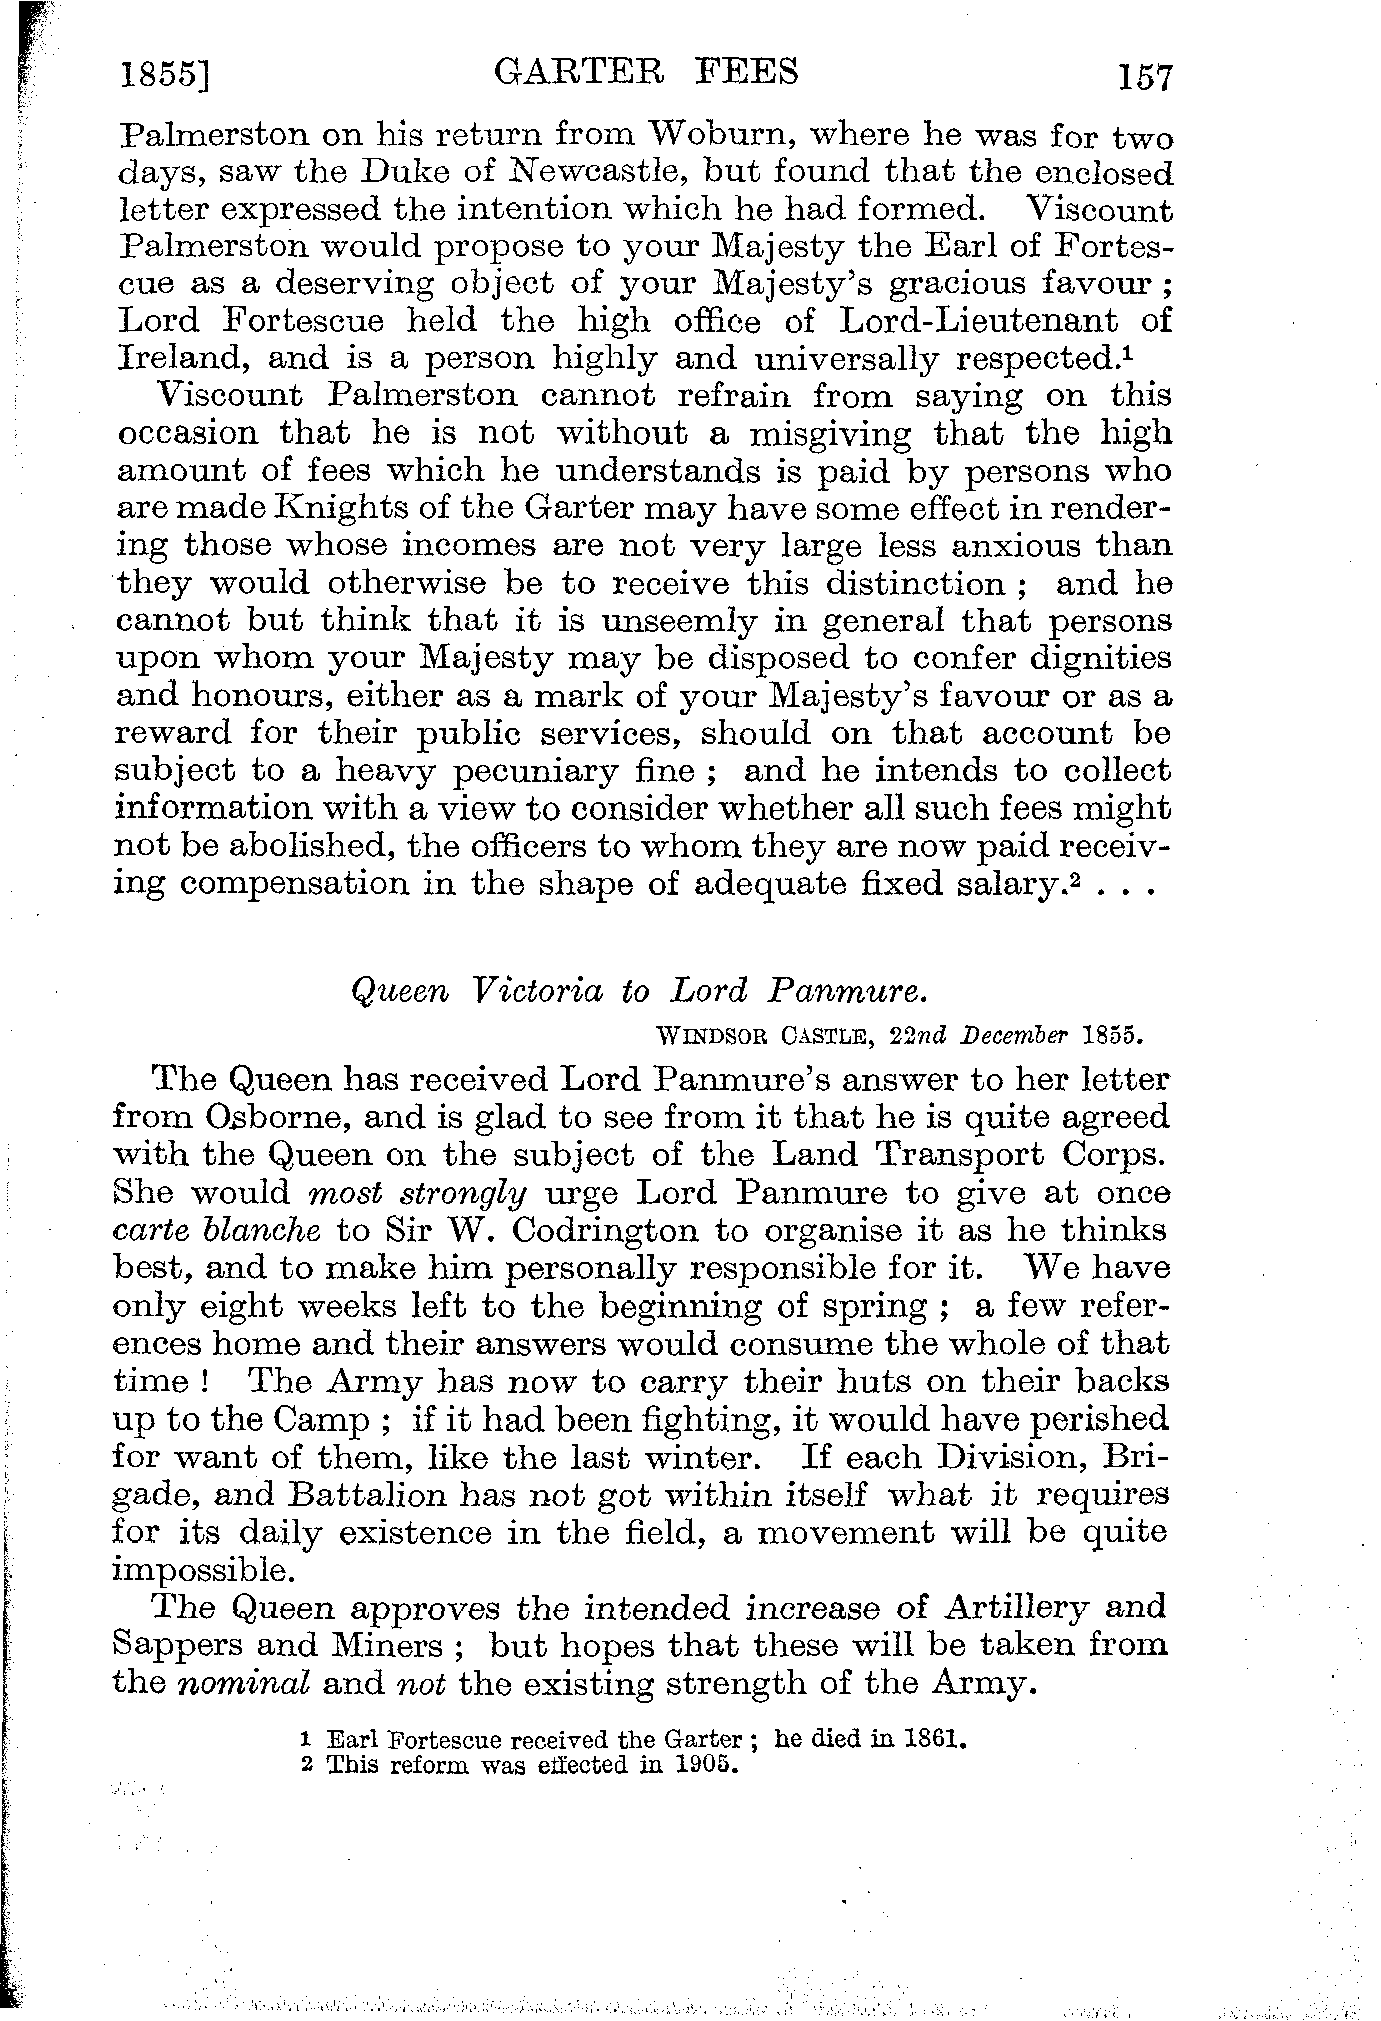 1855] GARTER FEES 157
Palmerston on his return from Woburn, where he was for two
days, saw the Duke of Newcastle, but found that the enclosed
letter expressed the intention which he had formed. Viscount
Palmerston would propose to your Majesty the Earl of Fortes-
cue as a deserving object of your Majesty's gracious favour ;
Lord Fortescue held the high office of Lord-Lieutenant of
Ireland, and is a person highly and universally respected.¹
Viscount Palmerston cannot refrain from saying on this
occasion that he is not without a misgiving that the high
amount of fees which he understands is paid by persons who
are made Knights of the Garter may have some effect in render-
ing those whose incomes are not very large less anxious than
they would otherwise be to receive this distinction ; and he
cannot but think that it is unseemly in general that persons
upon whom your Majesty may be disposed to confer dignities
and honours, either as a mark of your Majesty's favour or as a
reward for their public services, should on that account be
subject to a heavy pecuniary fine ; and he intends to collect
information with a view to consider whether all such fees might
not be abolished, the officers to whom they are now paid receiv-
ing compensation in the shape of adequate fixed salary.² . . .
Queen Victoria to Lord Panmure.
WINDSOR CASTLE, 22nd December 1855.
The Queen has received Lord Panmure's answer to her letter
from Osborne, and is glad to see from it that he is quite agreed
with the Queen on the subject of the Land Transport Corps.
She would most strongly urge Lord Panmure to give at once
carte blanche to Sir W. Codrington to organise it as he thinks
best, and to make him personally responsible for it. We have
only eight weeks left to the beginning of spring ; a few refer-
ences home and their answers would consume the whole of that
time ! The Army has now to carry their huts on their backs
up to the Camp ; if it had been fighting, it would have perished
for want of them, like the last winter. If each Division, Bri-
gade, and Battalion has not got within itself what it requires
for its daily existence in the field, a movement will be quite
impossible.
The Queen approves the intended increase of Artillery and
Sappers and Miners ; but hopes that these will be taken from
the nominal and not the existing strength of the Army.
1 Earl Fortescue received the Garter ; he died in 1861.
2 This reform was effected in 1905.